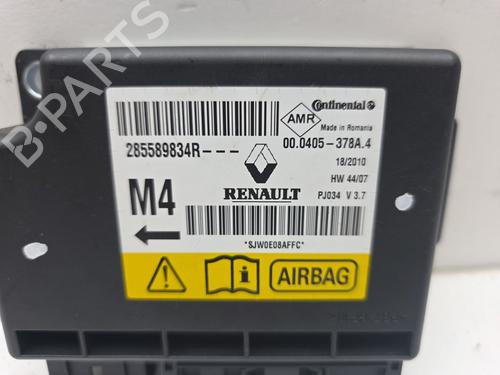 B-PARTS
Continental
AMR
Made in Romania
285589834R---
00.0405-378A.4
18/2010
RENAULT
HW 44/07
PJ034 V 3.7
M4
*SJW0E08AFFC*
AIRBAG